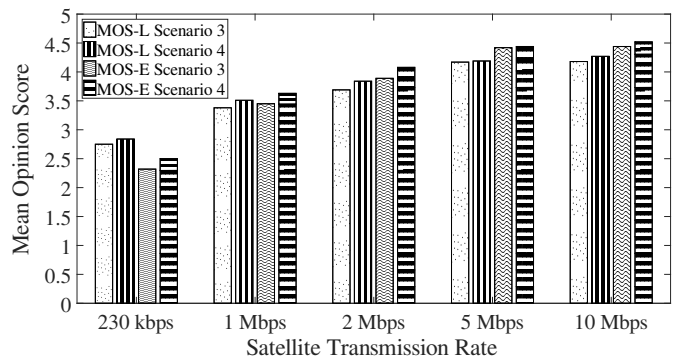 5
4.5
4
3.5
3
2.5
2
1.5
1
0.5
0
Mean Opinion Score
MOS-L Scenario 3
MOS-L Scenario 4
MOS-E Scenario 3
MOS-E Scenario 4
230 kbps 1 Mbps 2 Mbps 5 Mbps 10 Mbps
Satellite Transmission Rate